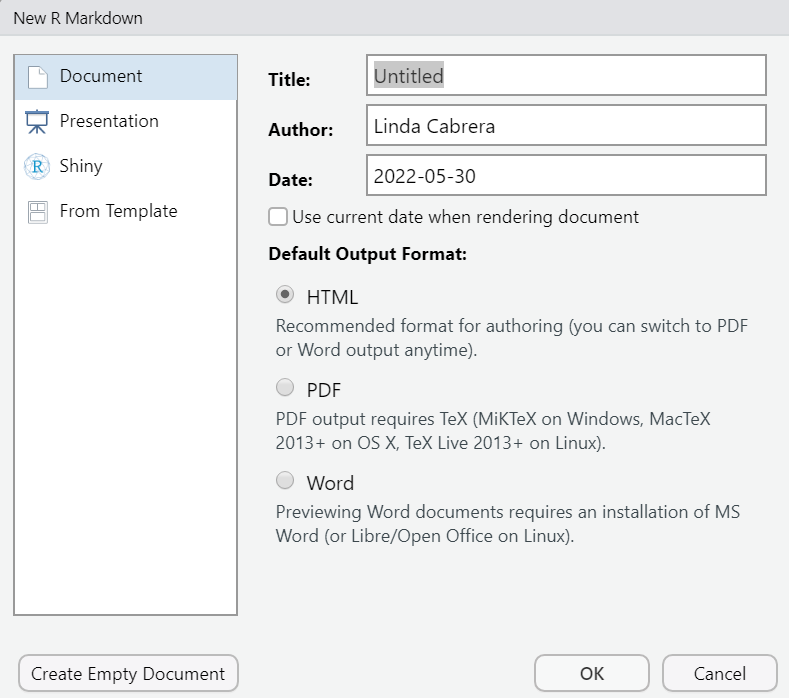 New R Markdown
Document
Presentation
Shiny
From Template
Title: Untitled
Author: Linda Cabrera
Date: 2022-05-30
Use current date when rendering document
Default Output Format:
HTML
Recommended format for authoring (you can switch to PDF
or Word output anytime).
PDF
PDF output requires TeX (MiKTeX on Windows, MacTeX
2013+ on OS X, TeX Live 2013+ on Linux).
Word
Previewing Word documents requires an installation of MS
Word (or Libre/Open Office on Linux).
Create Empty Document
OK
Cancel